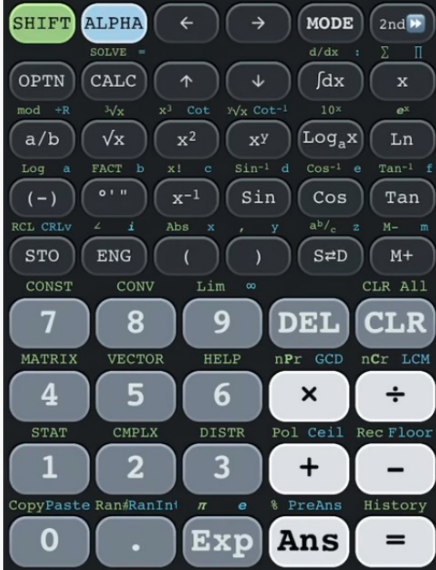 SHIFT ALPHA ← → MODE 2nd
SOLVE = d/dx : Σ ∏
OPTN CALC ↑ ↓ ∫dx x
mod ÷R ³√x x³ Cot ʸ√x Cot⁻¹ 10ˣ eˣ
a/b √x x² xʸ Logₐx Ln
Log a FACT b x! c Sin⁻¹ d Cos⁻¹ e Tan⁻¹ f
(-) °'" x⁻¹ Sin Cos Tan
RCL CRLv ∠ i Abs x , y aᵇ/c z M- m
STO ENG ( ) S⇄D M+
CONST CONV Lim ∞ CLR All
7 8 9 DEL CLR
MATRIX VECTOR HELP nPr GCD nCr LCM
4 5 6 × ÷
STAT CMPLX DISTR Pol Ceil Rec Floor
1 2 3 + −
Copy Paste Ran# RanInt π e % PreAns History
0 . Exp Ans =